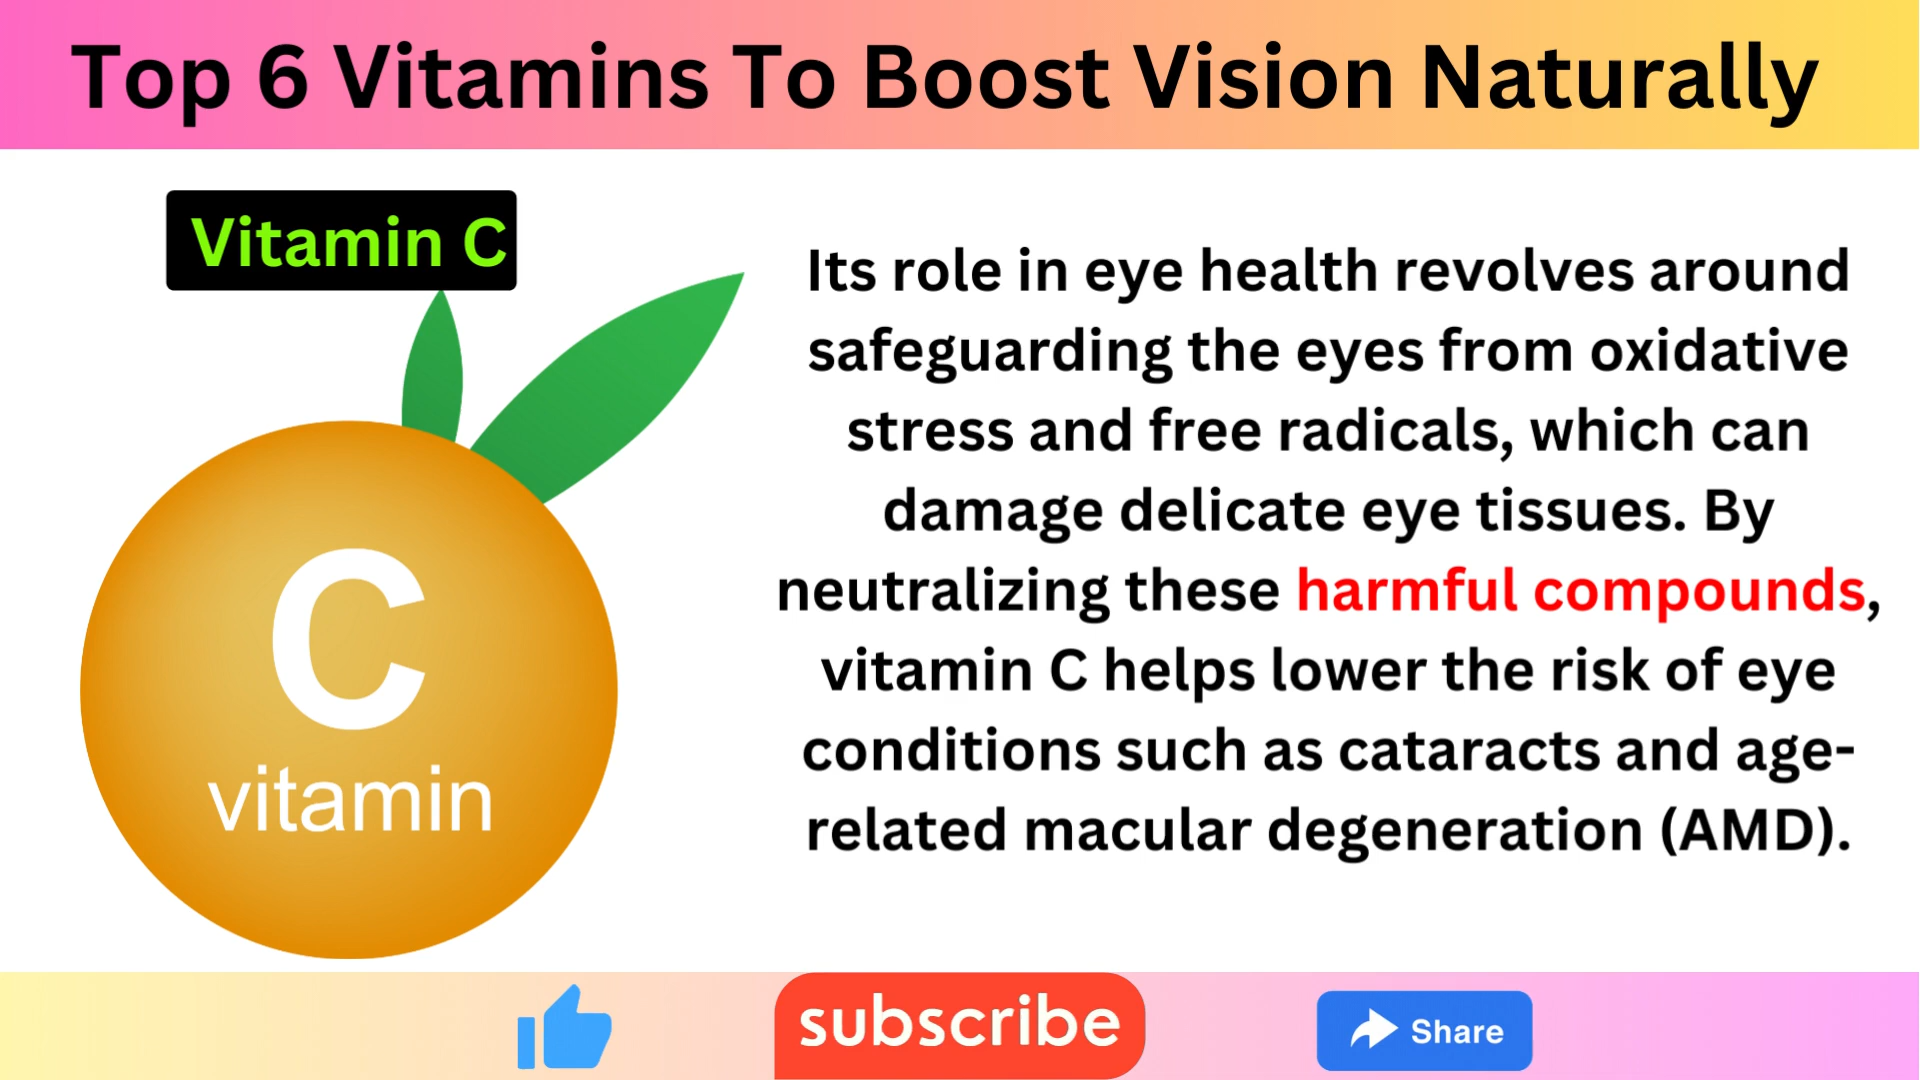 Top 6 Vitamins To Boost Vision Naturally
Vitamin C
C
vitamin
Its role in eye health revolves around
safeguarding the eyes from oxidative
stress and free radicals, which can
damage delicate eye tissues. By
neutralizing these harmful compounds,
vitamin C helps lower the risk of eye
conditions such as cataracts and age-
related macular degeneration (AMD).
subscribe
Share